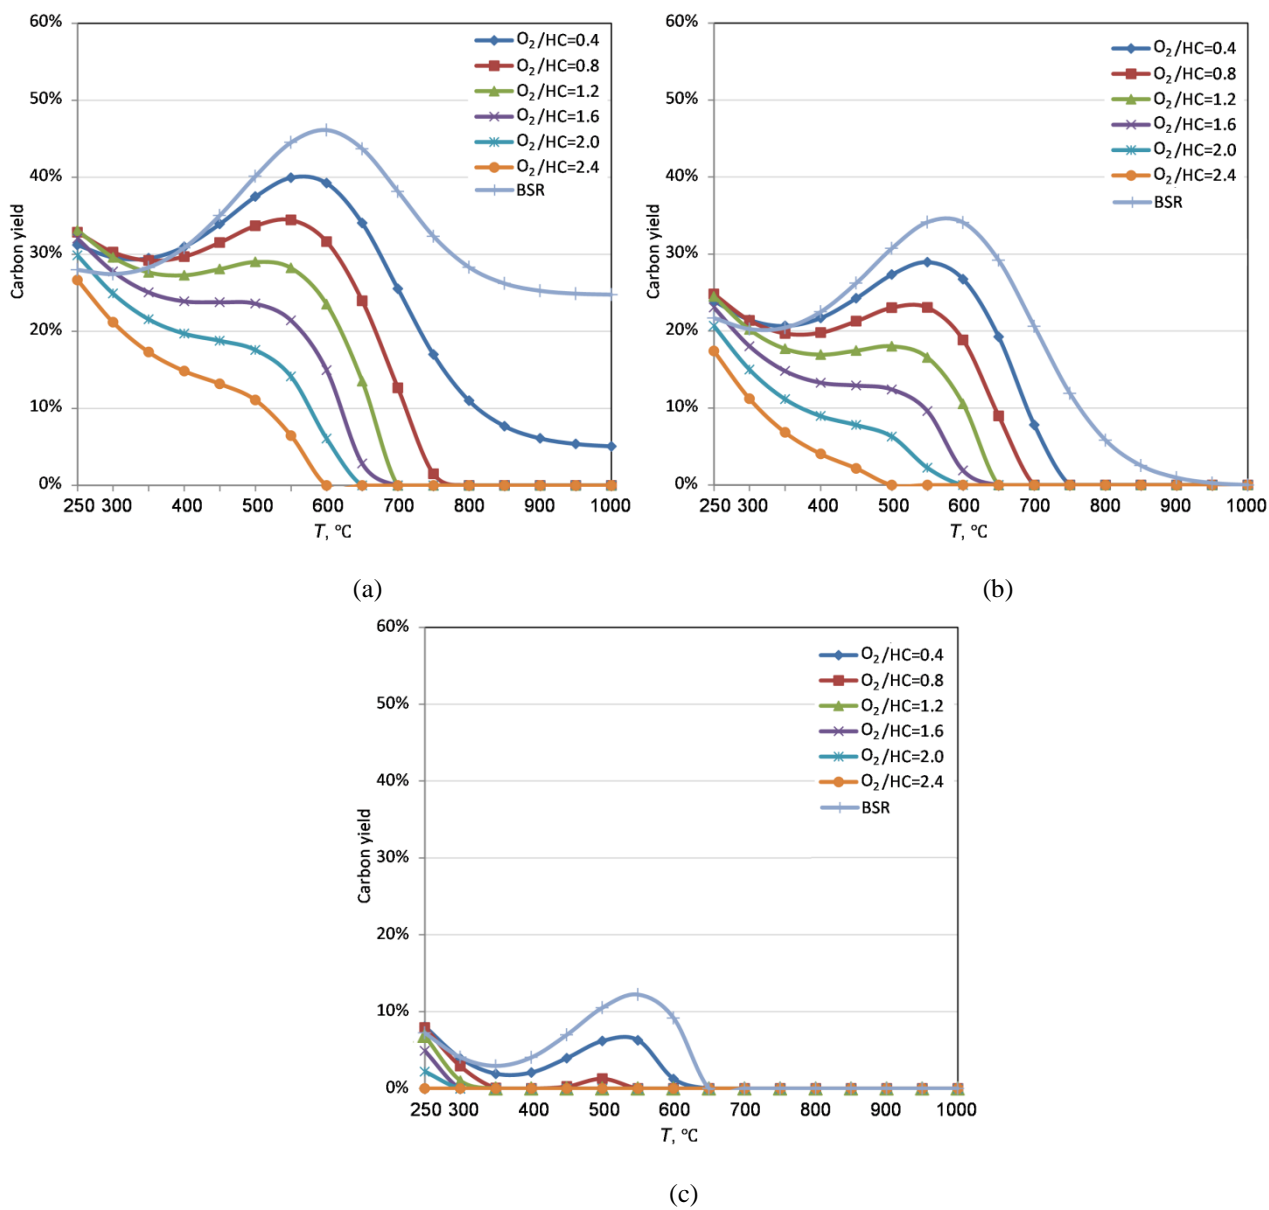 60%
50%
40%
30%
20%
10%
0%
Carbon yield
250 300 400 500 600 700 800 900 1000
T, °C
O2/HC=0.4
O2/HC=0.8
O2/HC=1.2
O2/HC=1.6
O2/HC=2.0
O2/HC=2.4
BSR
(a)
60%
50%
40%
30%
20%
10%
0%
Carbon yield
250 300 400 500 600 700 800 900 1000
T, °C
O2/HC=0.4
O2/HC=0.8
O2/HC=1.2
O2/HC=1.6
O2/HC=2.0
O2/HC=2.4
BSR
(b)
60%
50%
40%
30%
20%
10%
0%
Carbon yield
250 300 400 500 600 700 800 900 1000
T, °C
O2/HC=0.4
O2/HC=0.8
O2/HC=1.2
O2/HC=1.6
O2/HC=2.0
O2/HC=2.4
BSR
(c)